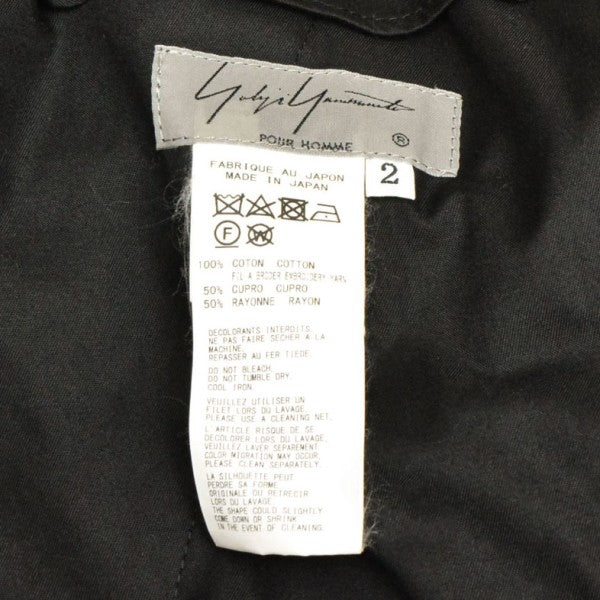 Yohji Yamamoto
POUR HOMME ®
2
FABRIQUE AU JAPON
MADE IN JAPAN
F W
100% COTON COTTON
FIL A BRODER EMBROIDERY-YARN
50% CUPRO CUPRO
50% RAYONNE RAYON
DECOLORANTS INTERDITS.
NE PAS FAIRE SECHER A LA
MACHINE.
REPASSER AU FER TIEDE.
DO NOT BLEACH.
DO NOT TUMBLE DRY.
COOL IRON.
VEUILLEZ UTILISER UN
FILET LORS DU LAVAGE.
PLEASE USE A CLEANING NET.
L'ARTICLE RISQUE DE SE
DECOLORER LORS DU LAVAGE.
VEUILLEZ LAVER SEPAREMENT
COLOR MIGRATION MAY OCCUR.
PLEASE CLEAN SEPARATELY.
LA SILHOUETTE PEUT
PERDRE SA FORME
ORIGINALE OU RETRECIR
LORS DU LAVAGE
THE SHAPE COULD SLIGHTLY
COME DOWN OR SHRINK
IN THE EVENT OF CLEANING.